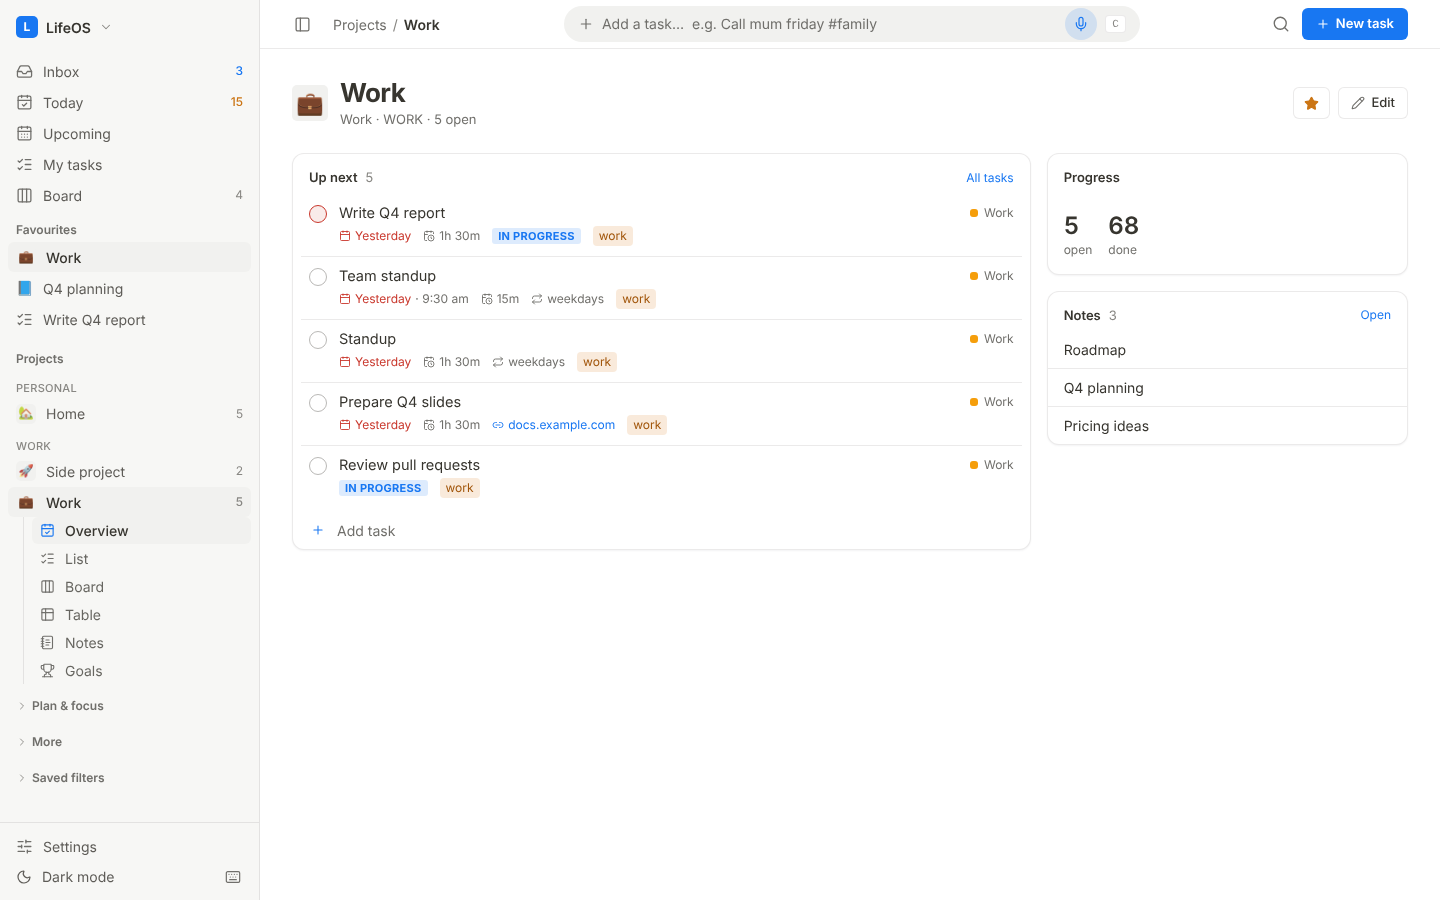 L LifeOS
Inbox 3
Today 15
Upcoming
My tasks
Board 4
Favourites
Work
Q4 planning
Write Q4 report
Projects
PERSONAL
Home 5
WORK
Side project 2
Work 5
Overview
List
Board
Table
Notes
Goals
Plan & focus
More
Saved filters
Settings
Dark mode
Projects / Work
Add a task... e.g. Call mum friday #family C
New task
Work
Work · WORK · 5 open
Edit
Up next 5 All tasks
Write Q4 report Work
Yesterday 1h 30m IN PROGRESS work
Team standup Work
Yesterday · 9:30 am 15m weekdays work
Standup Work
Yesterday 1h 30m weekdays work
Prepare Q4 slides Work
Yesterday 1h 30m docs.example.com work
Review pull requests Work
IN PROGRESS work
Add task
Progress
5 68
open done
Notes 3 Open
Roadmap
Q4 planning
Pricing ideas